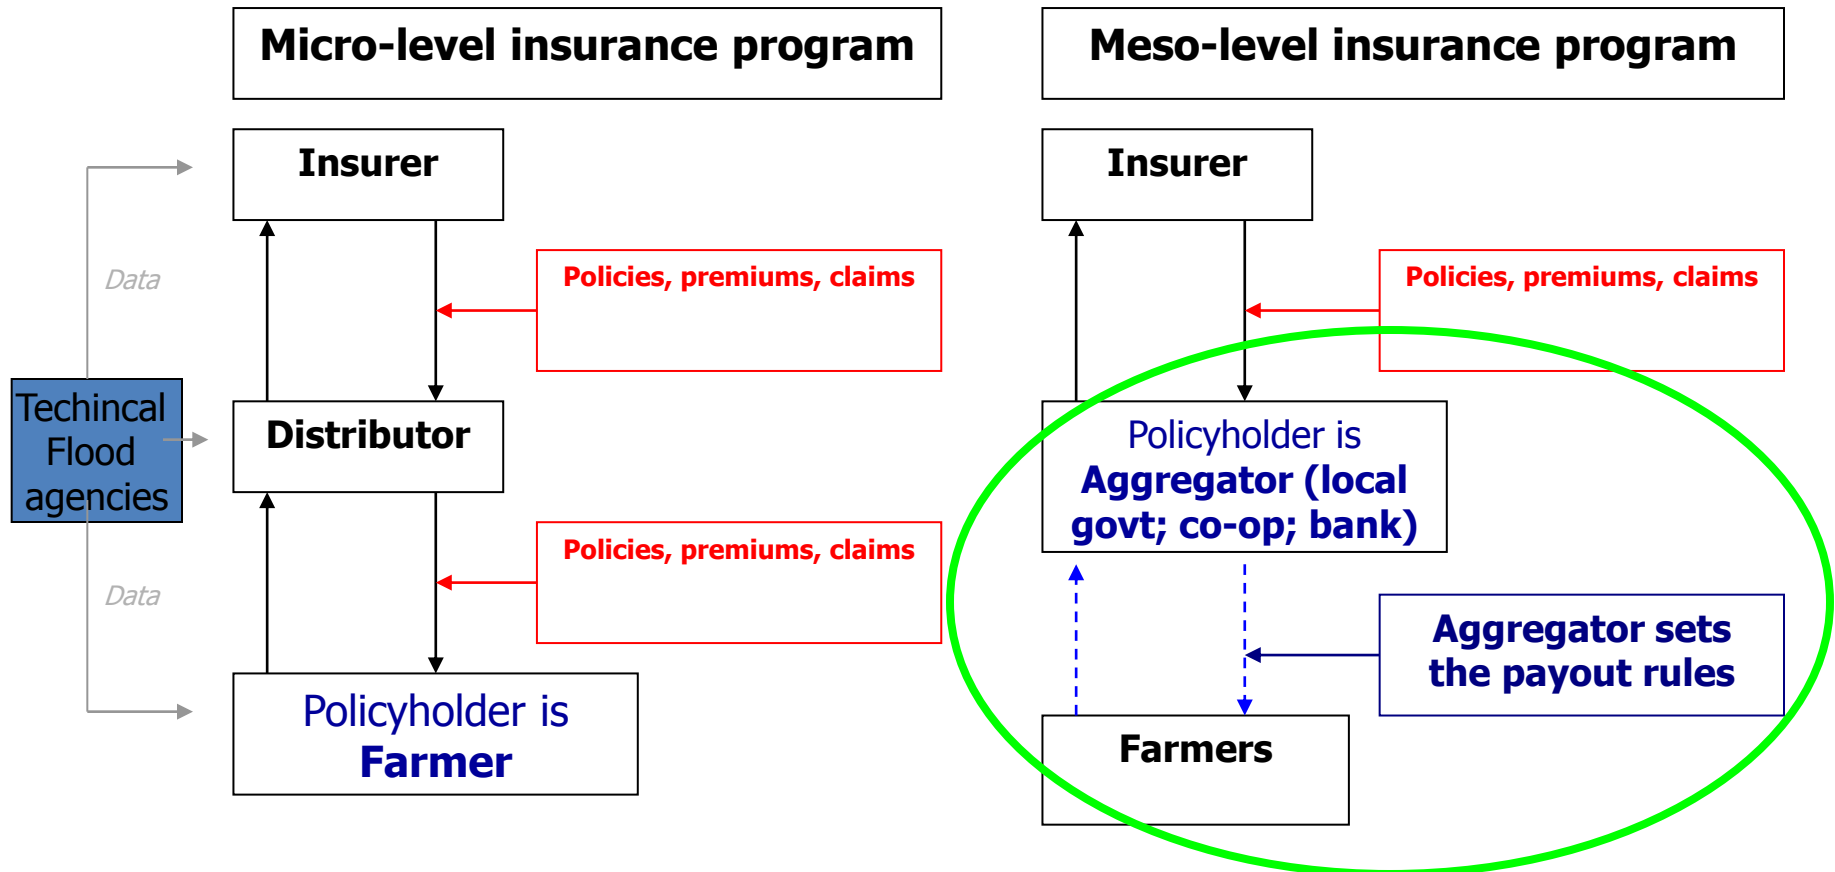 Micro-level insurance program
Meso-level insurance program
Insurer
Insurer
Policies, premiums, claims
Policies, premiums, claims
Data
Techincal
Flood
agencies
Distributor
Policyholder is
Aggregator (local
govt; co-op; bank)
Policies, premiums, claims
Data
Aggregator sets
the payout rules
Policyholder is
Farmer
Farmers